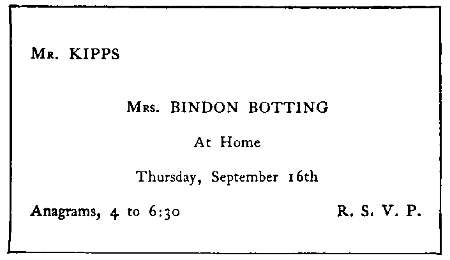 Mr. KIPPS
Mrs. BINDON BOTTING
At Home
Thursday, September 16th
Anagrams, 4 to 6:30 R. S. V. P.